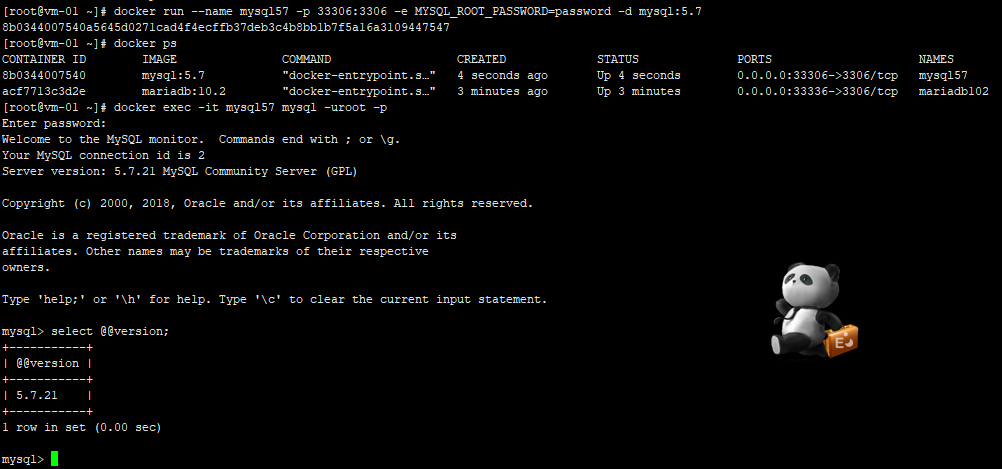 [root@vm-01 ~]# docker run --name mysql57 -p 33306:3306 -e MYSQL_ROOT_PASSWORD=password -d mysql:5.7
8b0344007540a5645d0271cad4f4ecffb37deb3c4b8bb1b7f5a16a3109447547
[root@vm-01 ~]# docker ps
CONTAINER ID        IMAGE               COMMAND                  CREATED             STATUS              PORTS                     NAMES
8b0344007540        mysql:5.7           "docker-entrypoint.s…"   4 seconds ago       Up 4 seconds        0.0.0.0:33306->3306/tcp   mysql57
acf7713c3d2e        mariadb:10.2        "docker-entrypoint.s…"   3 minutes ago       Up 3 minutes        0.0.0.0:33336->3306/tcp   mariadb102
[root@vm-01 ~]# docker exec -it mysql57 mysql -uroot -p
Enter password:
Welcome to the MySQL monitor.  Commands end with ; or \g.
Your MySQL connection id is 2
Server version: 5.7.21 MySQL Community Server (GPL)

Copyright (c) 2000, 2018, Oracle and/or its affiliates. All rights reserved.

Oracle is a registered trademark of Oracle Corporation and/or its
affiliates. Other names may be trademarks of their respective
owners.

Type 'help;' or '\h' for help. Type '\c' to clear the current input statement.

mysql> select @@version;
+-----------+
| @@version |
+-----------+
| 5.7.21    |
+-----------+
1 row in set (0.00 sec)

mysql>
E